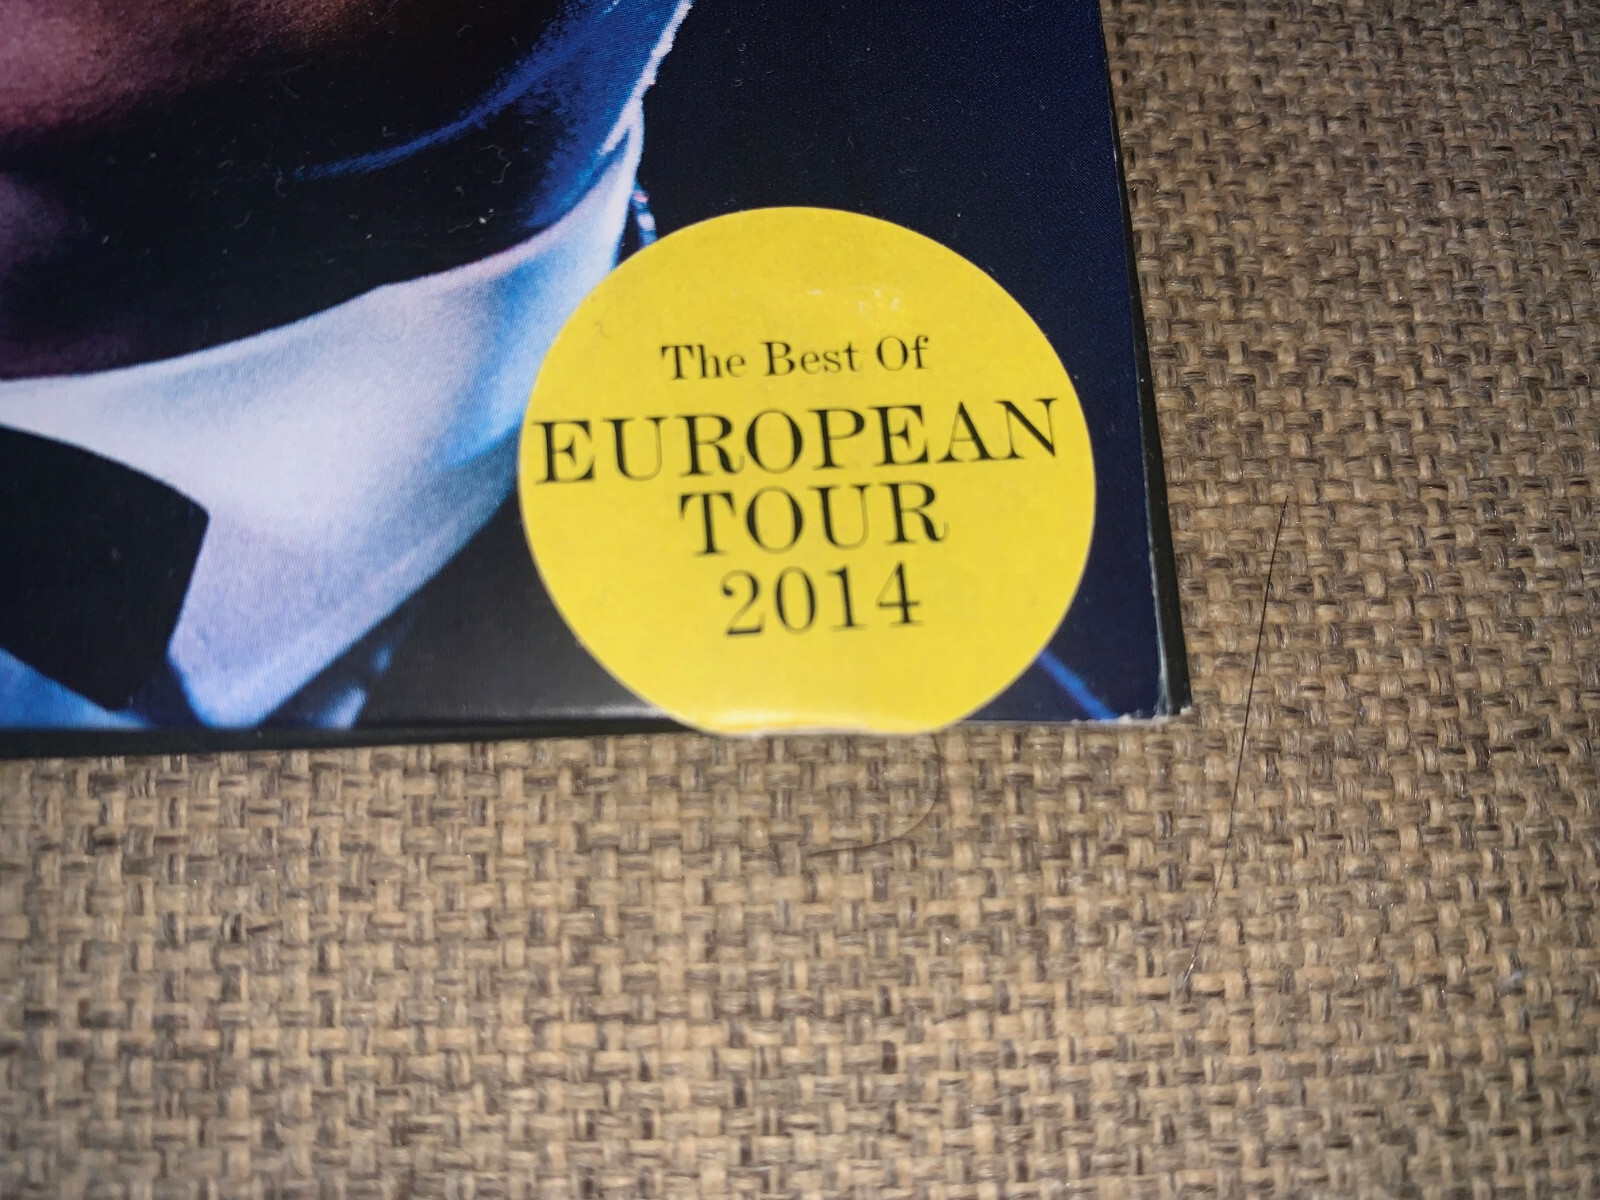 The Best Of
EUROPEAN
TOUR
2014